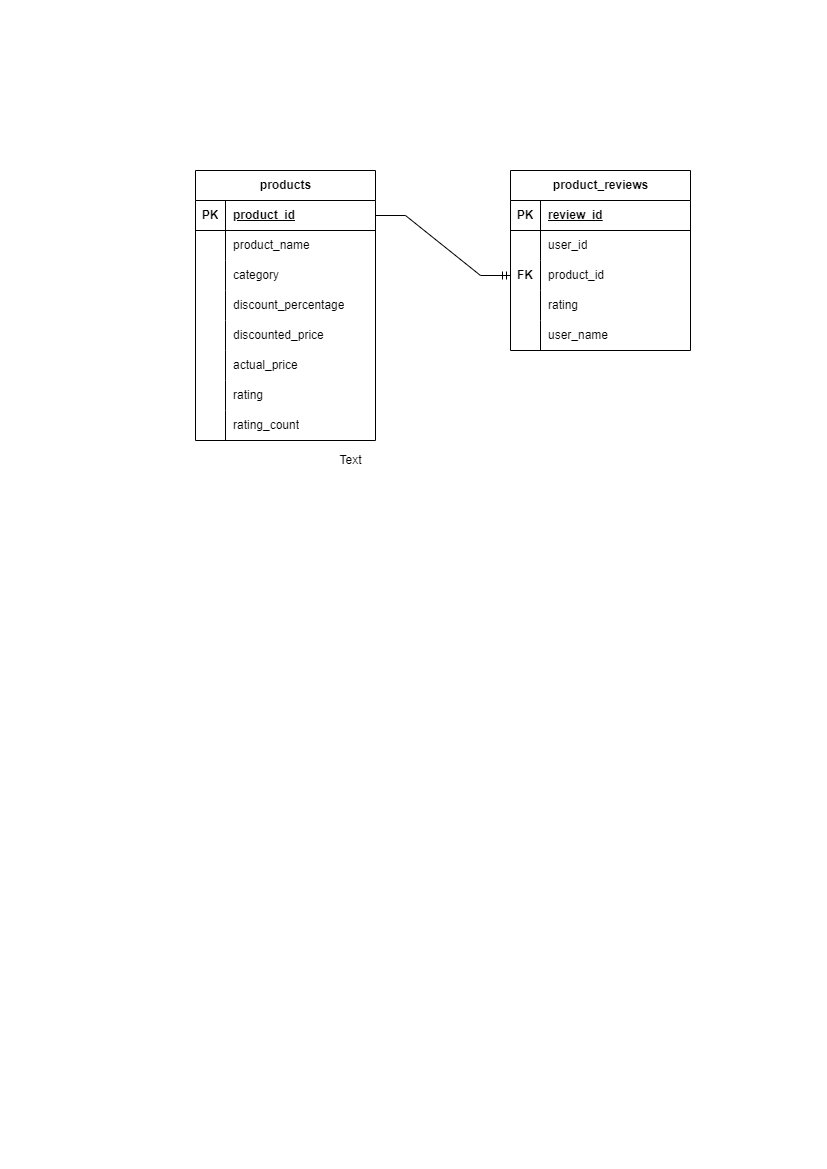 products
PK product_id
product_name
category
discount_percentage
discounted_price
actual_price
rating
rating_count
Text
product_reviews
PK review_id
user_id
FK product_id
rating
user_name